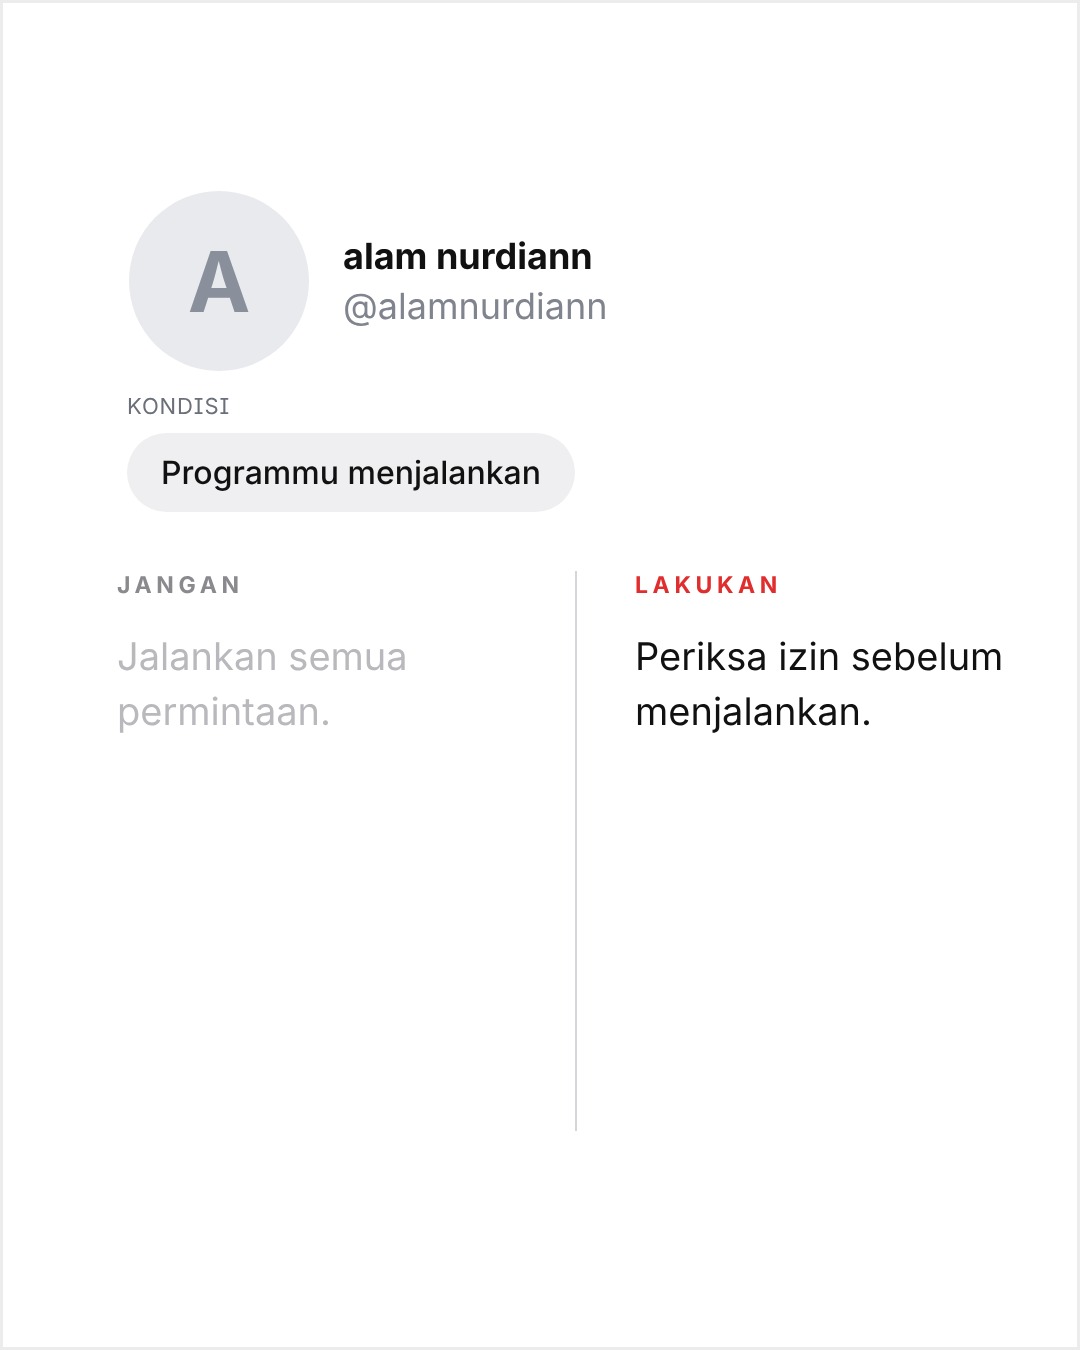 A
alam nurdiann
@alamnurdiann
KONDISI
Programmu menjalankan
JANGAN
Jalankan semua
permintaan.
LAKUKAN
Periksa izin sebelum
menjalankan.